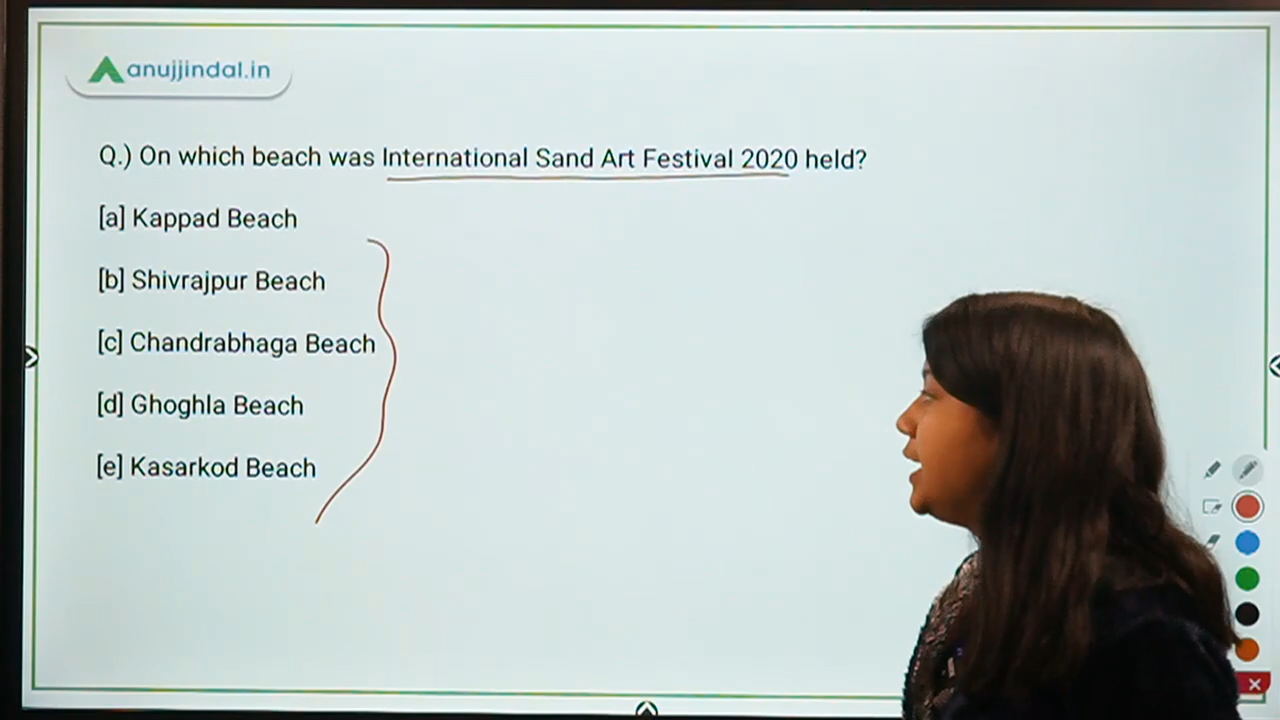 anujjindal.in
Q.) On which beach was International Sand Art Festival 2020 held?
[a] Kappad Beach
[b] Shivrajpur Beach
[c] Chandrabhaga Beach
[d] Ghoghla Beach
[e] Kasarkod Beach